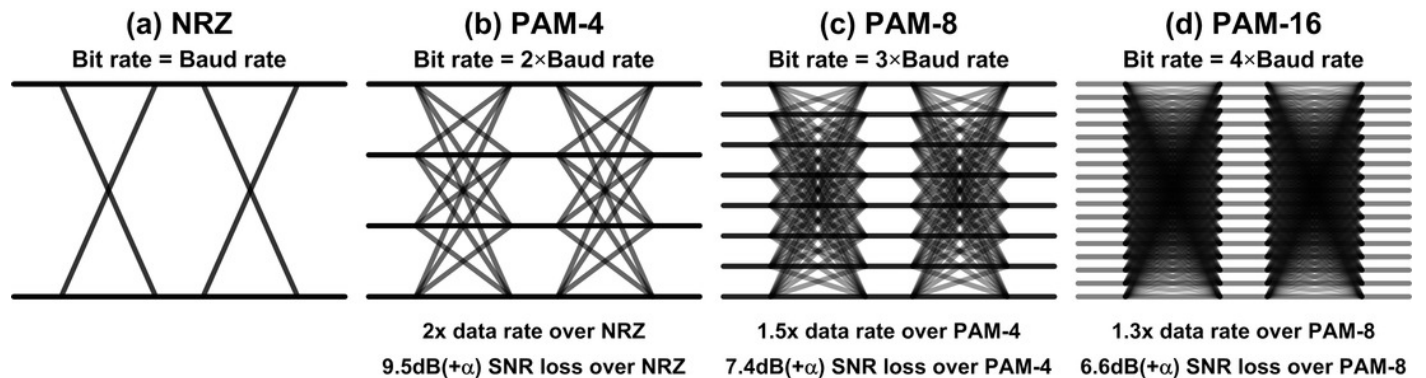 (a) NRZ
Bit rate = Baud rate
(b) PAM-4
Bit rate = 2×Baud rate
2x data rate over NRZ
9.5dB(+α) SNR loss over NRZ
(c) PAM-8
Bit rate = 3×Baud rate
1.5x data rate over PAM-4
7.4dB(+α) SNR loss over PAM-4
(d) PAM-16
Bit rate = 4×Baud rate
1.3x data rate over PAM-8
6.6dB(+α) SNR loss over PAM-8